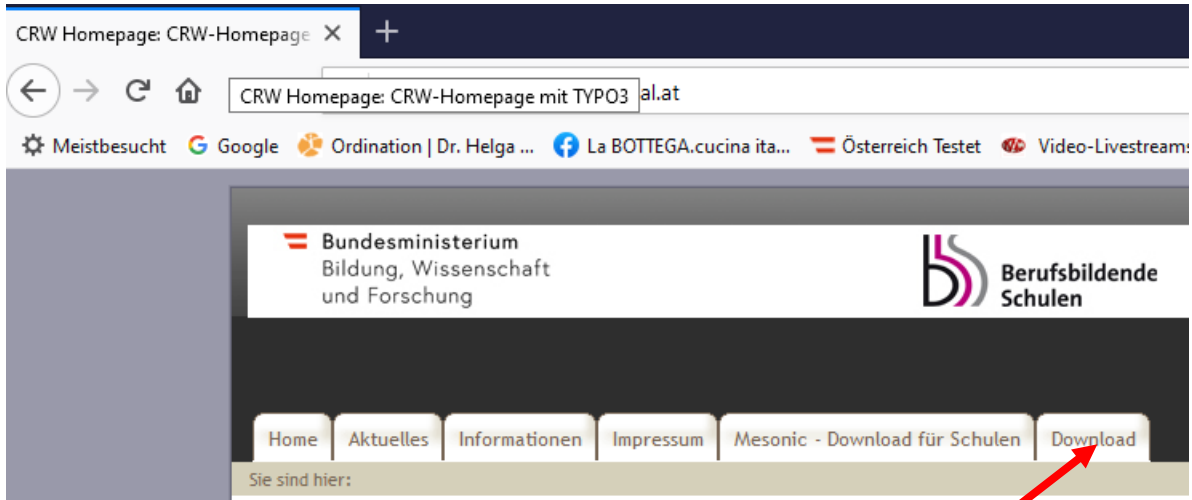 CRW Homepage: CRW-Homepage
CRW Homepage: CRW-Homepage mit TYPO3 al.at
Meistbesucht Google Ordination | Dr. Helga ... La BOTTEGA.cucina ita... Österreich Testet Video-Livestreams
Bundesministerium
Bildung, Wissenschaft
und Forschung
bs
Berufsbildende
Schulen
Home Aktuelles Informationen Impressum Mesonic - Download für Schulen Download
Sie sind hier: